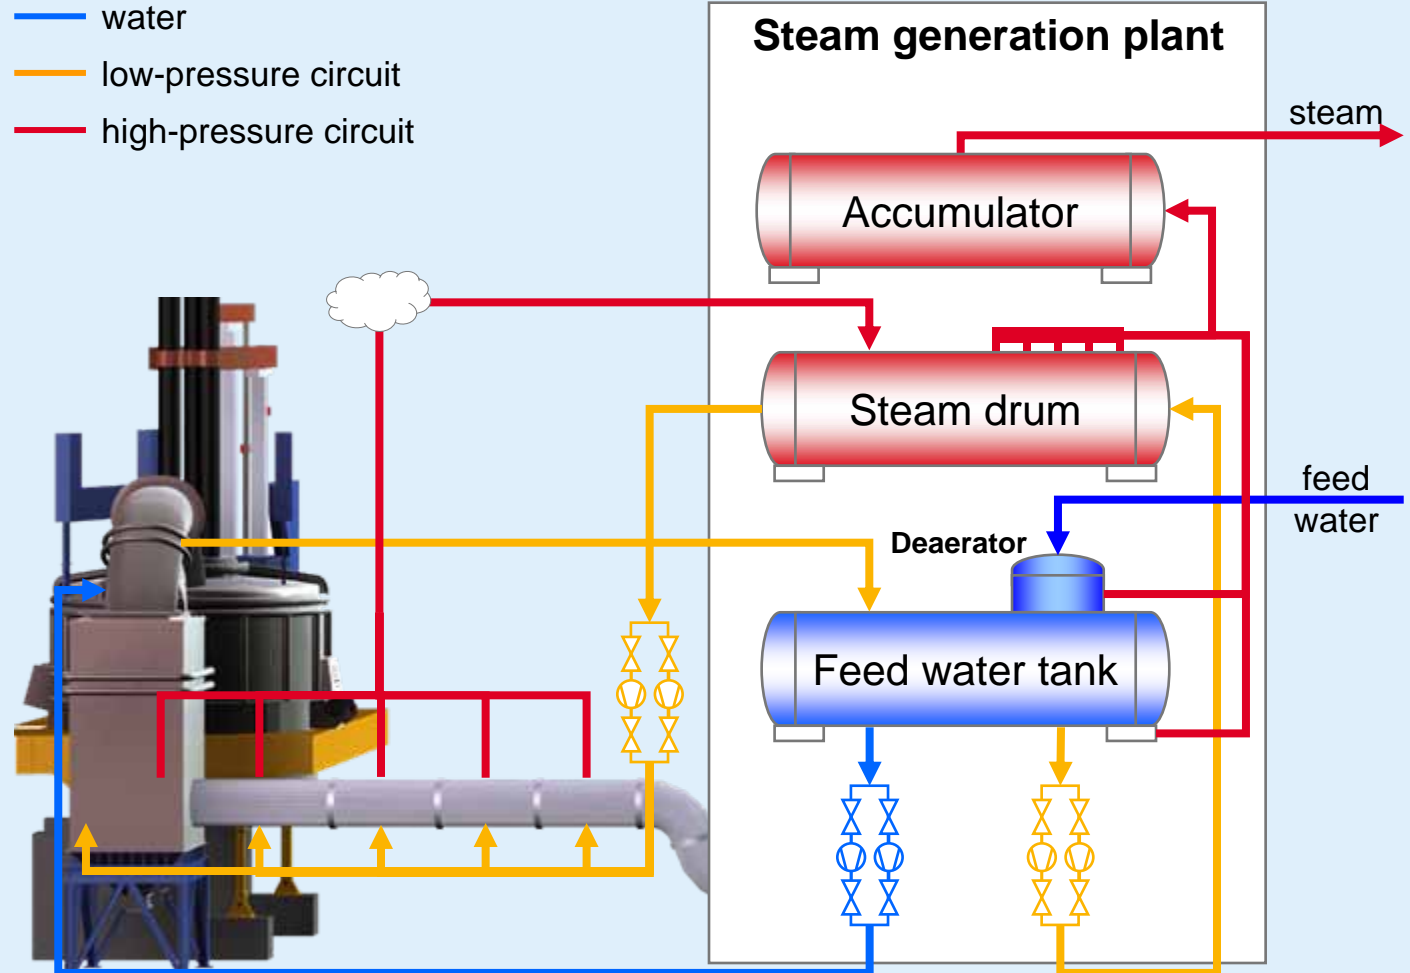 water
low-pressure circuit
high-pressure circuit
Steam generation plant
steam
Accumulator
Steam drum
feed
water
Deaerator
Feed water tank